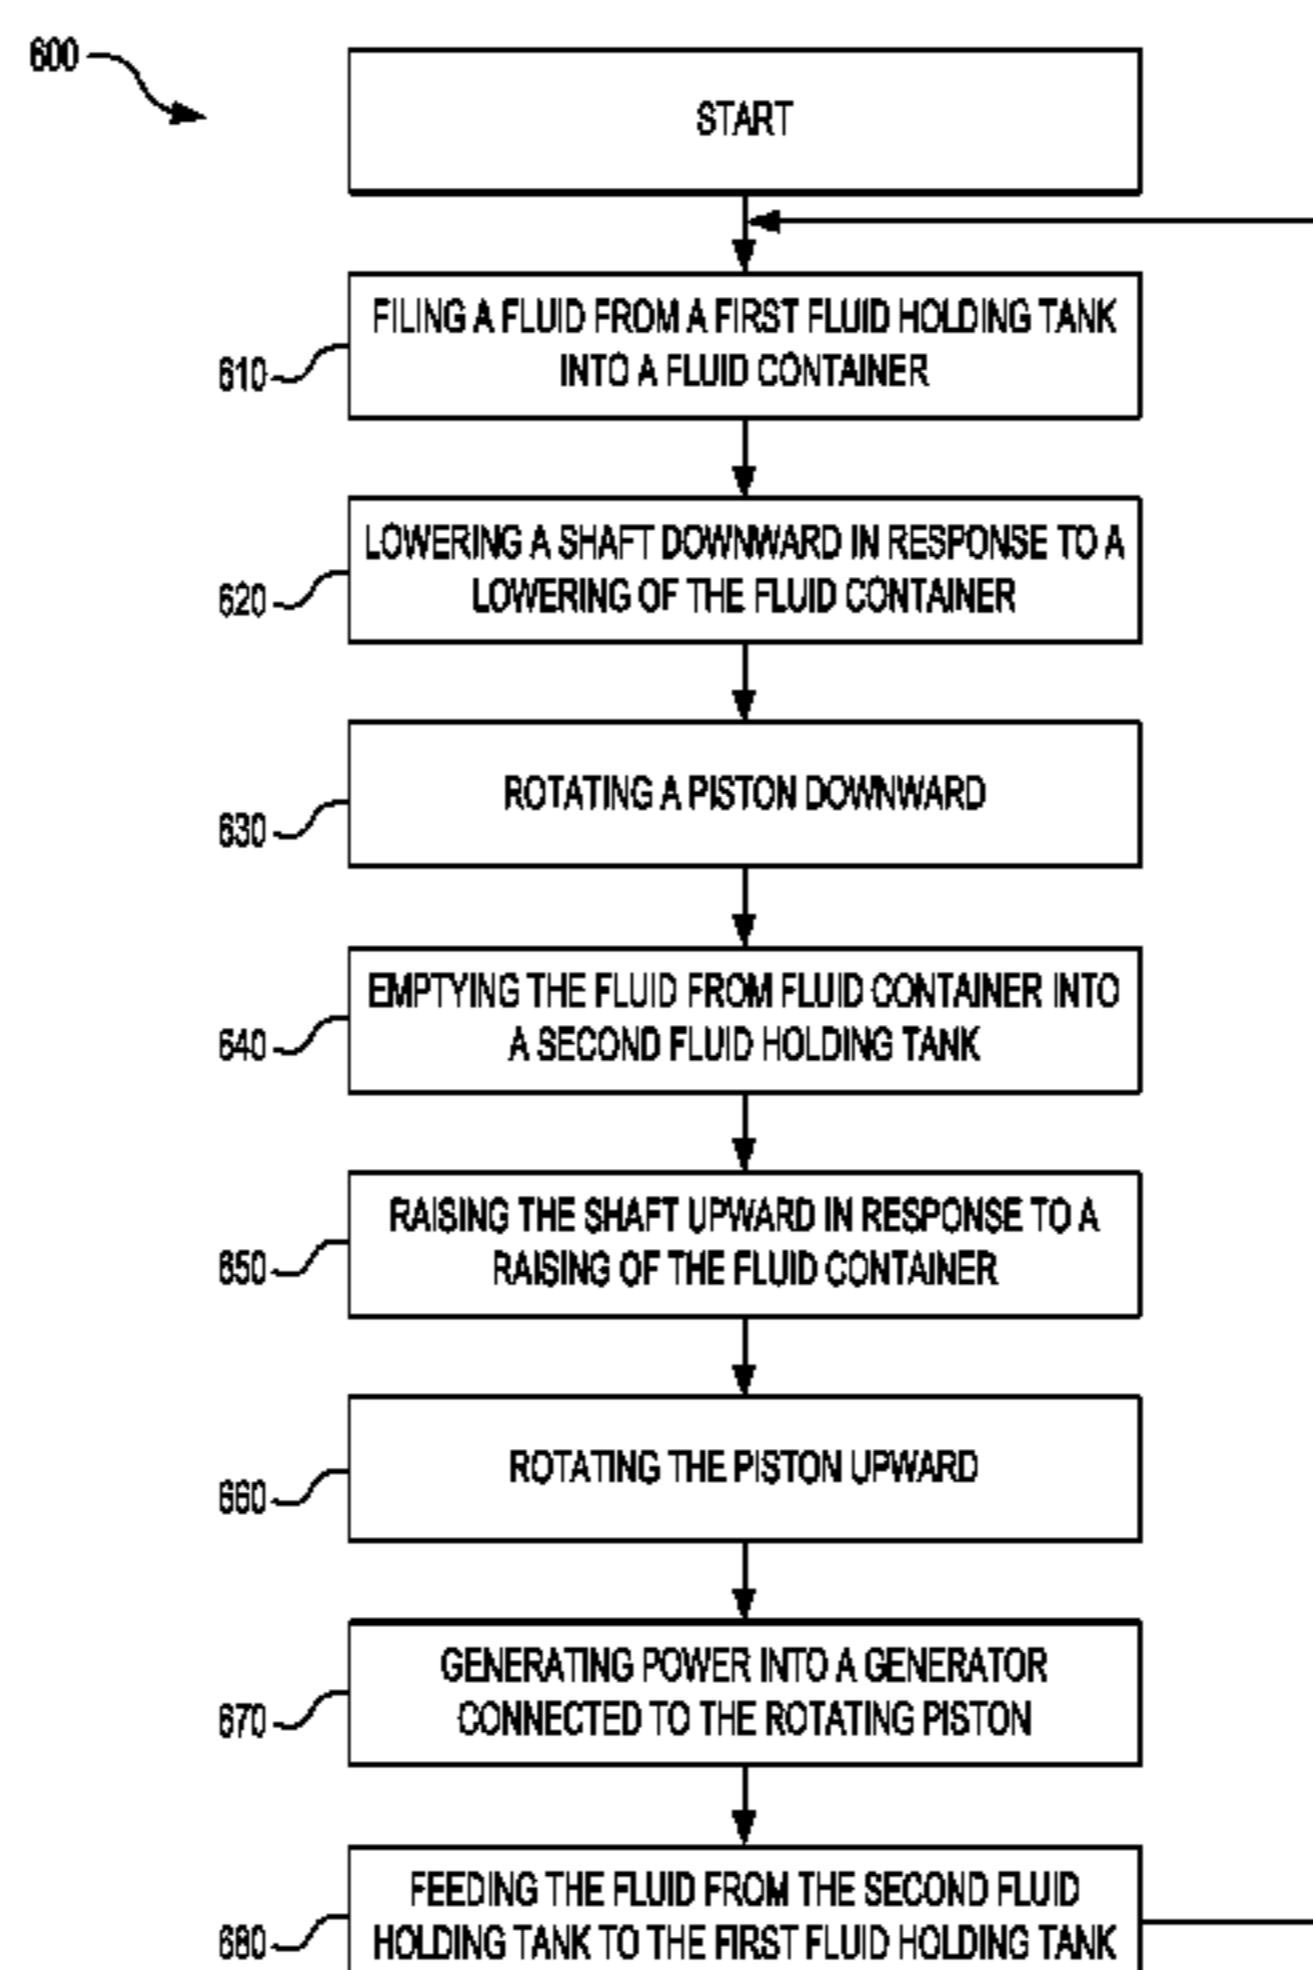 600
START
610
FILING A FLUID FROM A FIRST FLUID HOLDING TANK
INTO A FLUID CONTAINER
620
LOWERING A SHAFT DOWNWARD IN RESPONSE TO A
LOWERING OF THE FLUID CONTAINER
630
ROTATING A PISTON DOWNWARD
640
EMPTYING THE FLUID FROM FLUID CONTAINER INTO
A SECOND FLUID HOLDING TANK
650
RAISING THE SHAFT UPWARD IN RESPONSE TO A
RAISING OF THE FLUID CONTAINER
660
ROTATING THE PISTON UPWARD
670
GENERATING POWER INTO A GENERATOR
CONNECTED TO THE ROTATING PISTON
680
FEEDING THE FLUID FROM THE SECOND FLUID
HOLDING TANK TO THE FIRST FLUID HOLDING TANK